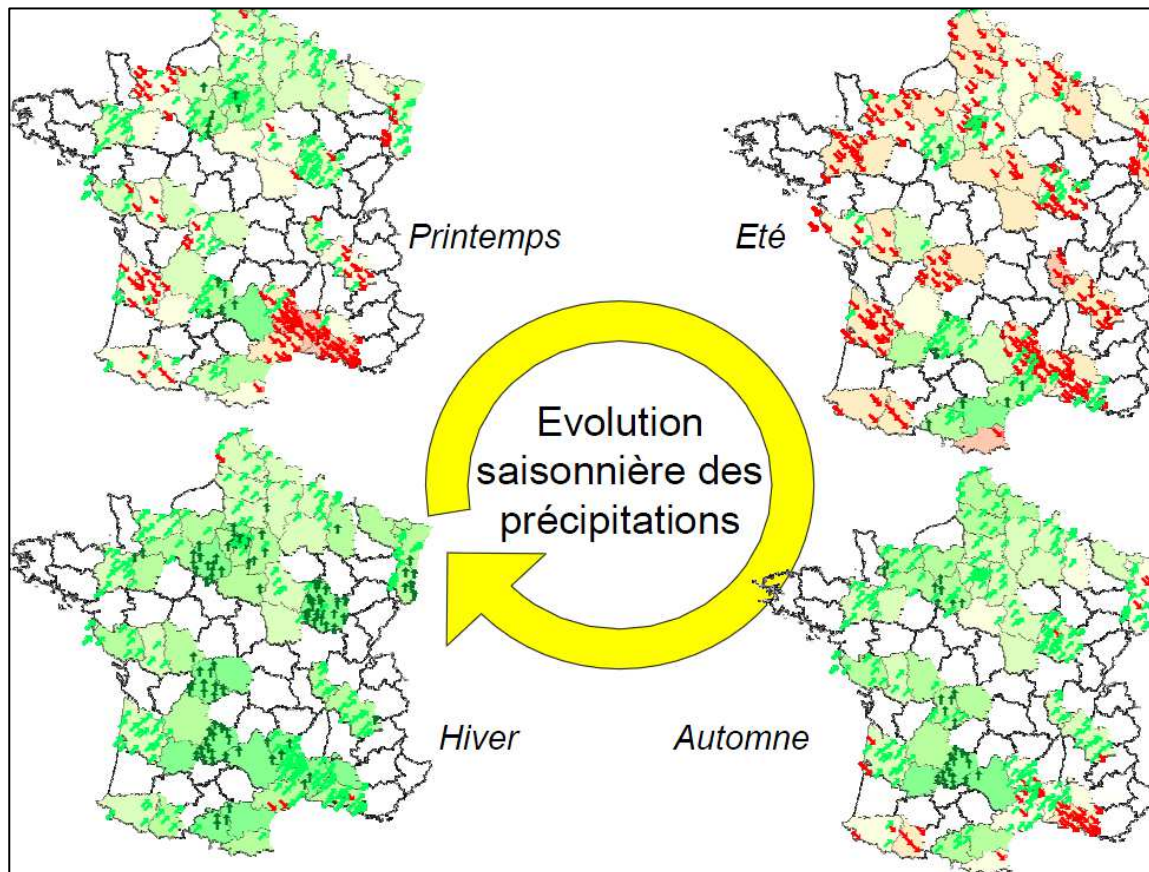 Printemps
Eté
Evolution
saisonnière des
précipitations
Hiver
Automne